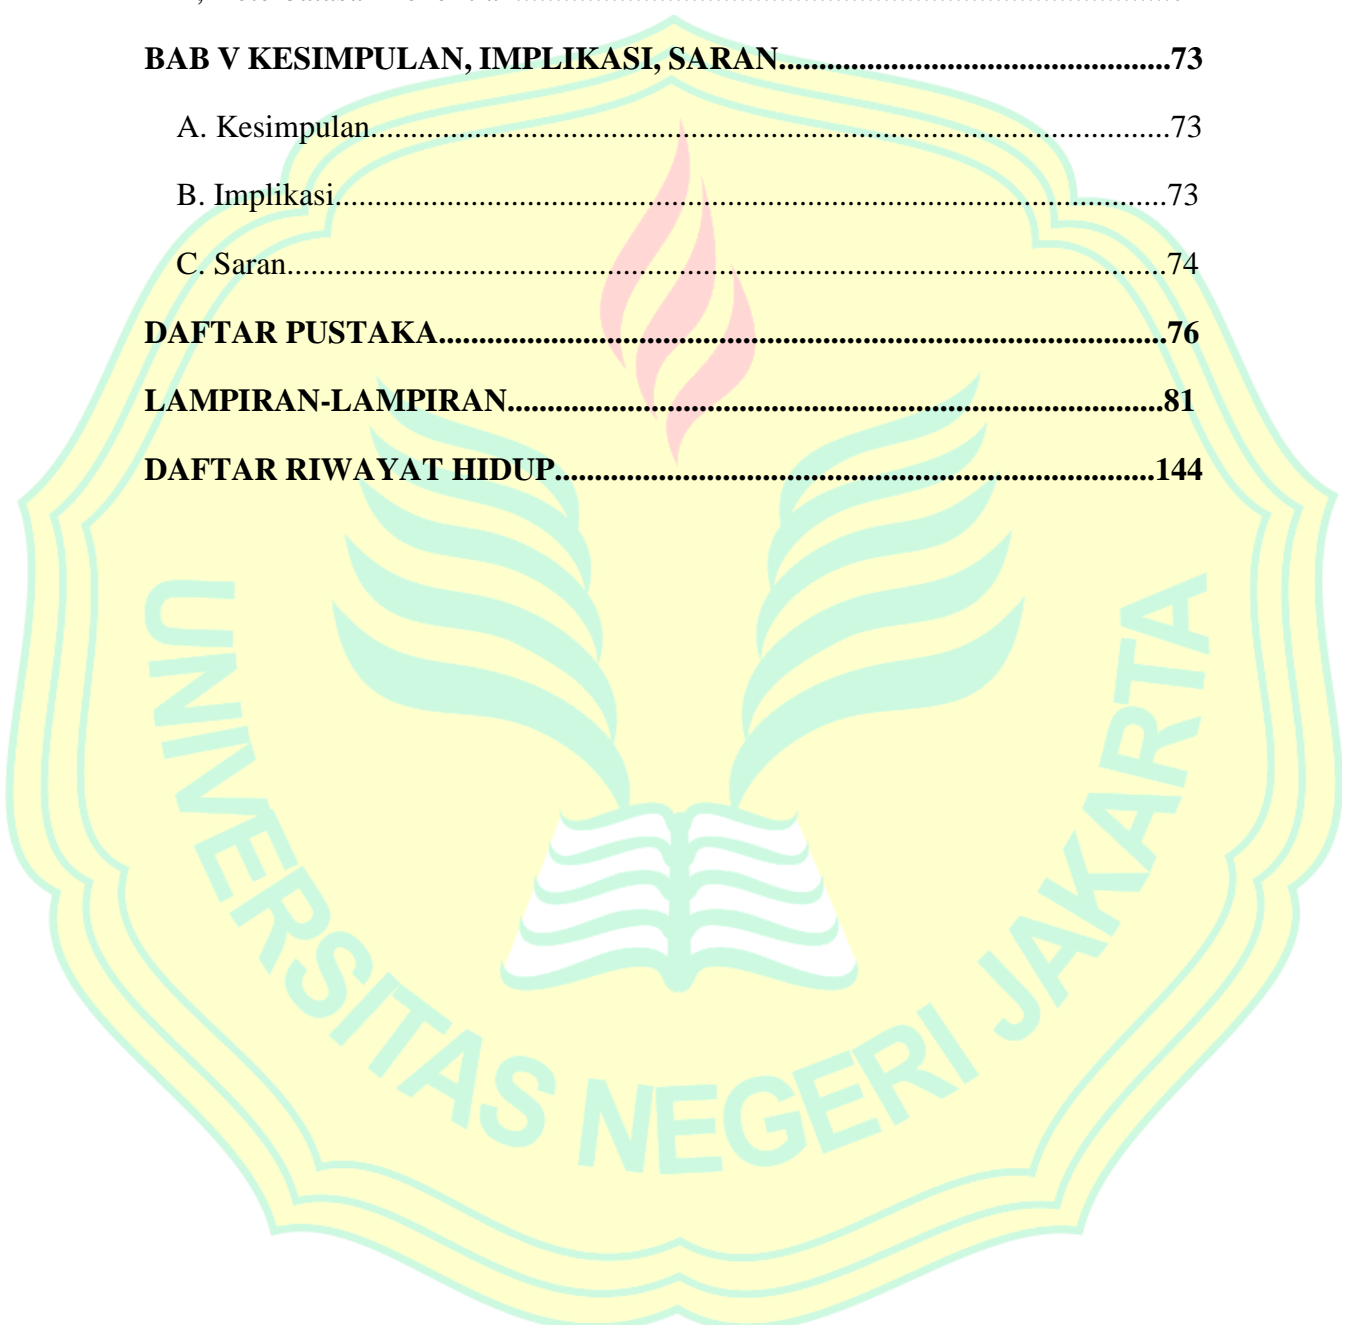 BAB V KESIMPULAN, IMPLIKASI, SARAN.................................................73
A. Kesimpulan....................................................................................................73
B. Implikasi........................................................................................................73
C. Saran..............................................................................................................74
DAFTAR PUSTAKA...........................................................................................76
LAMPIRAN-LAMPIRAN..................................................................................81
DAFTAR RIWAYAT HIDUP...........................................................................144
UNIVERSITAS NEGERI JAKARTA